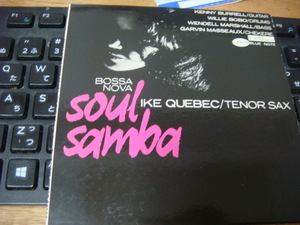 KENNY BURRELL/GUITAR
WILLIE BOBO/DRUMS
WENDELL MARSHALL/BASS
GARVIN MASSEAUX/CHEKERE
BLUE NOTE
BOSSA
NOVA
soul
IKE QUEBEC/TENOR SAX
samba